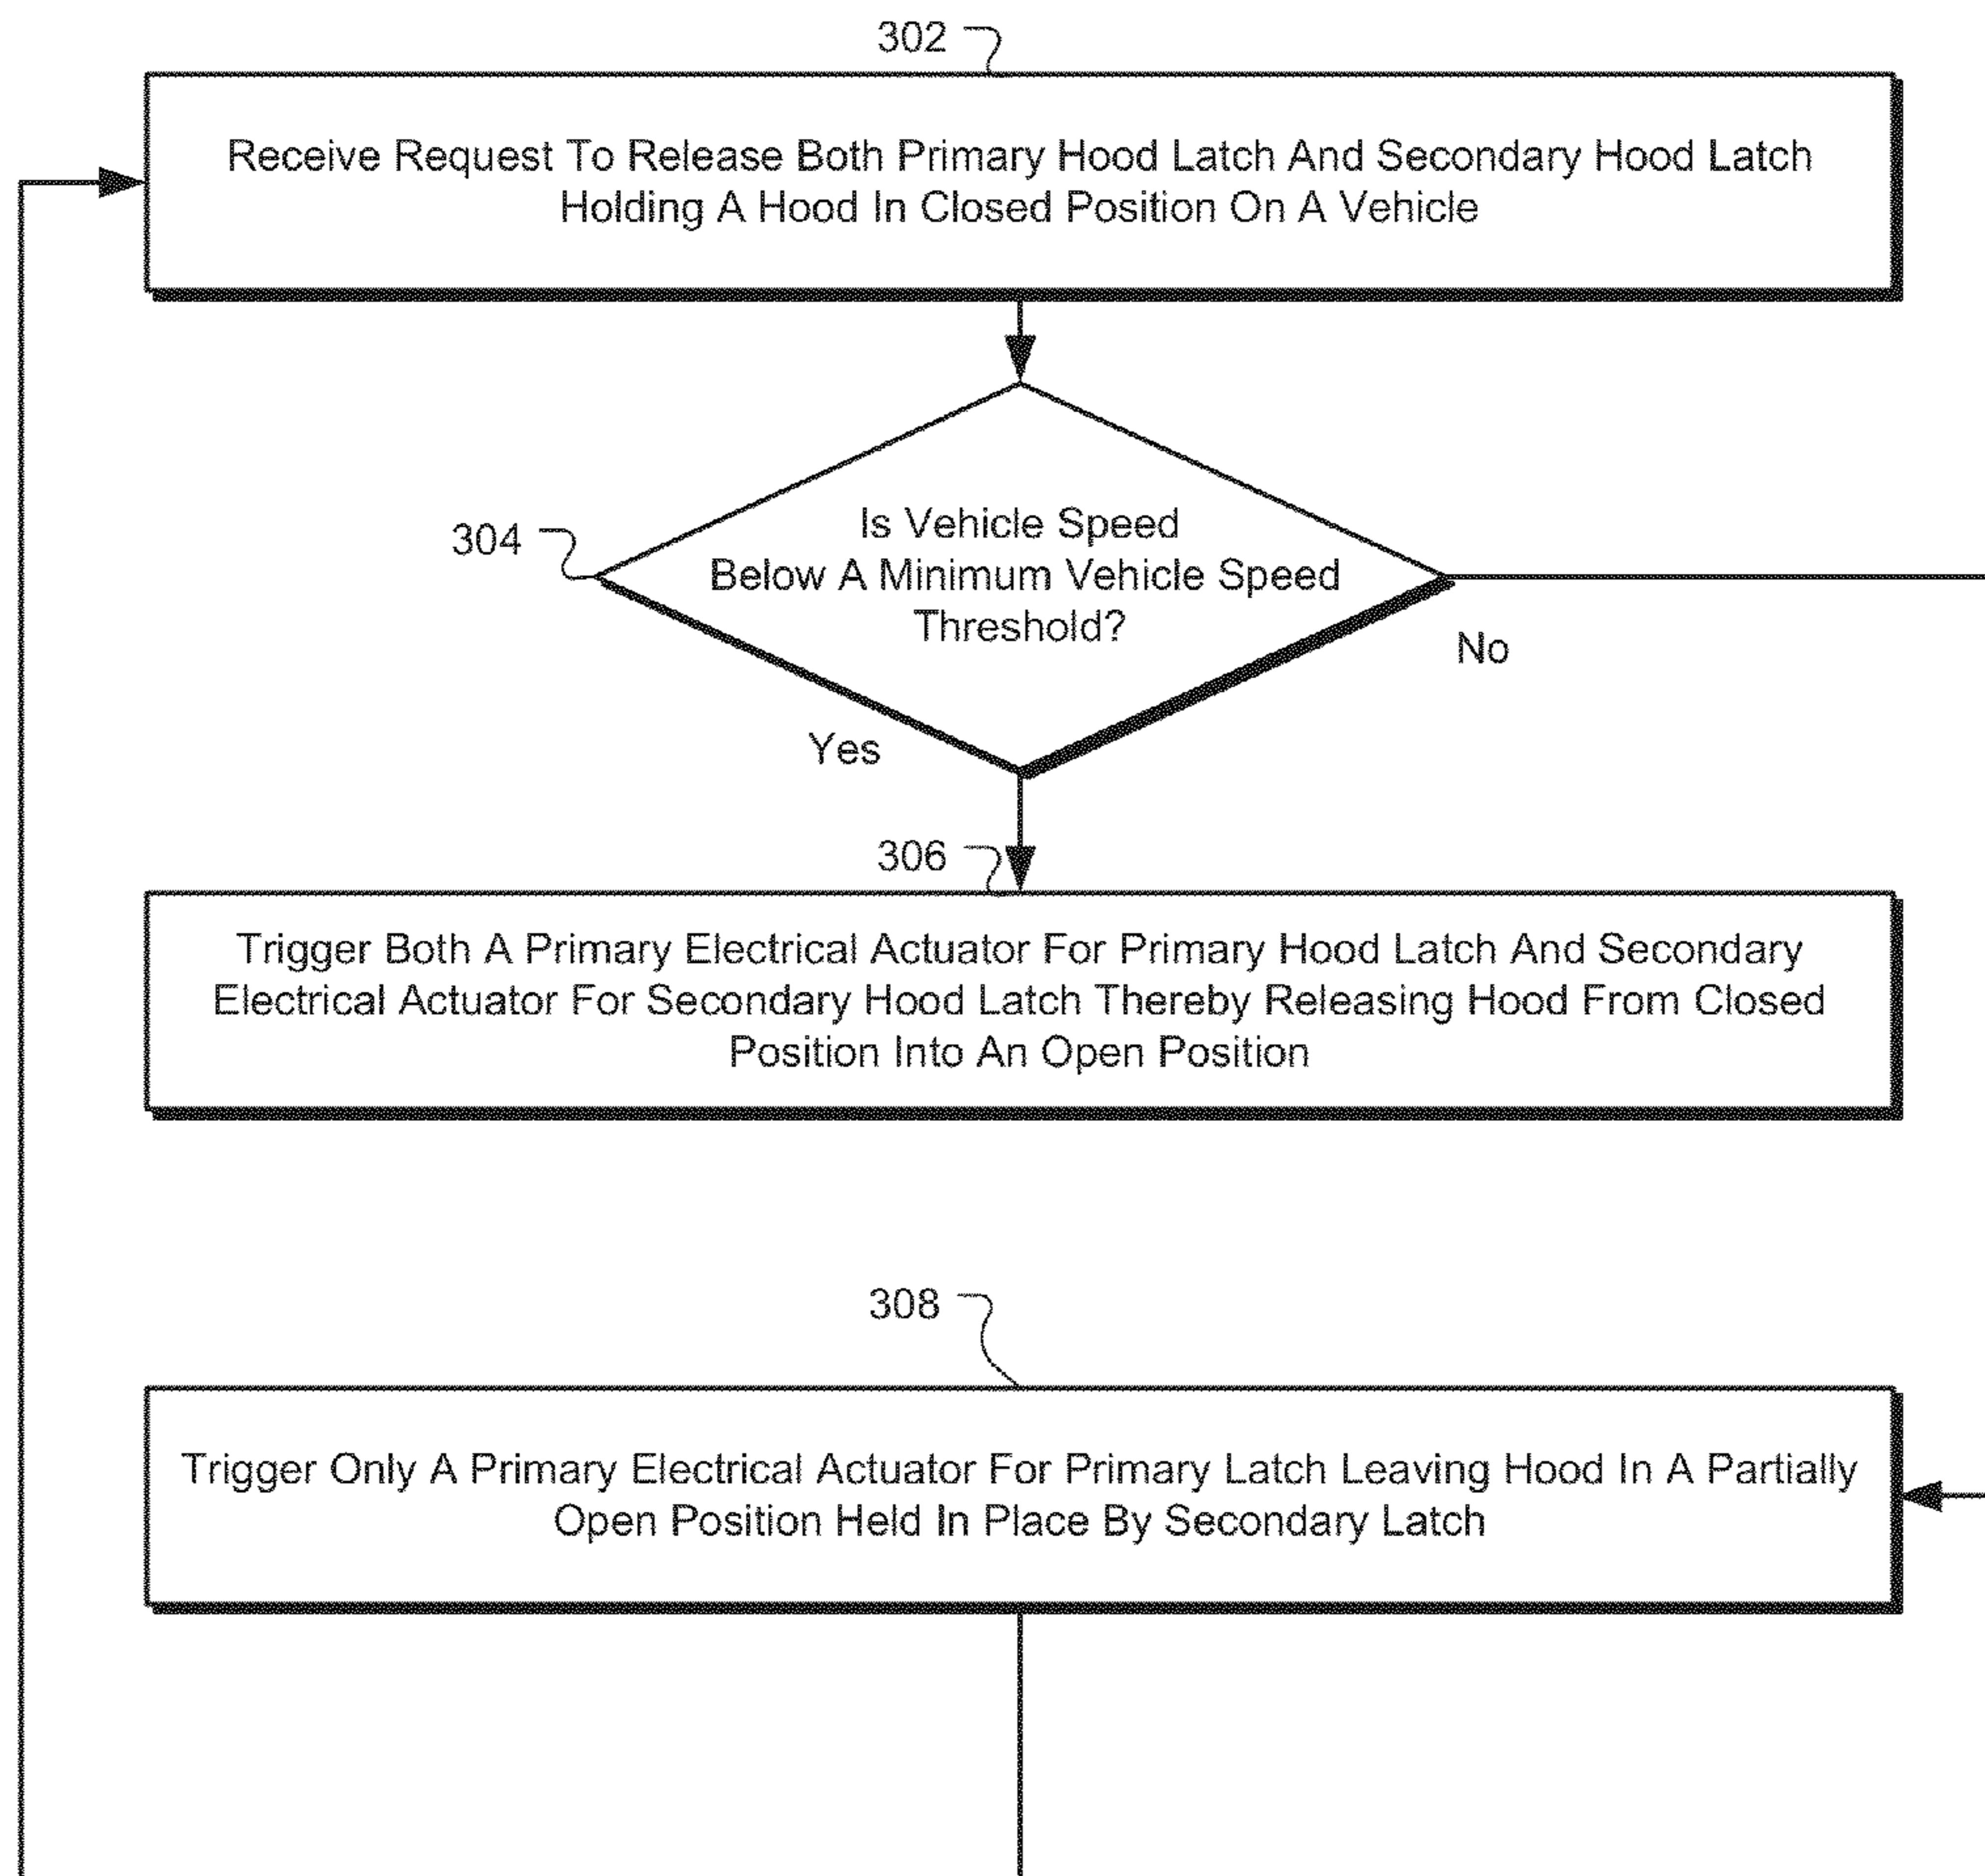 302
Receive Request To Release Both Primary Hood Latch And Secondary Hood Latch
Holding A Hood In Closed Position On A Vehicle
304
Is Vehicle Speed
Below A Minimum Vehicle Speed
Threshold?
No
Yes
306
Trigger Both A Primary Electrical Actuator For Primary Hood Latch And Secondary
Electrical Actuator For Secondary Hood Latch Thereby Releasing Hood From Closed
Position Into An Open Position
308
Trigger Only A Primary Electrical Actuator For Primary Latch Leaving Hood In A Partially
Open Position Held In Place By Secondary Latch